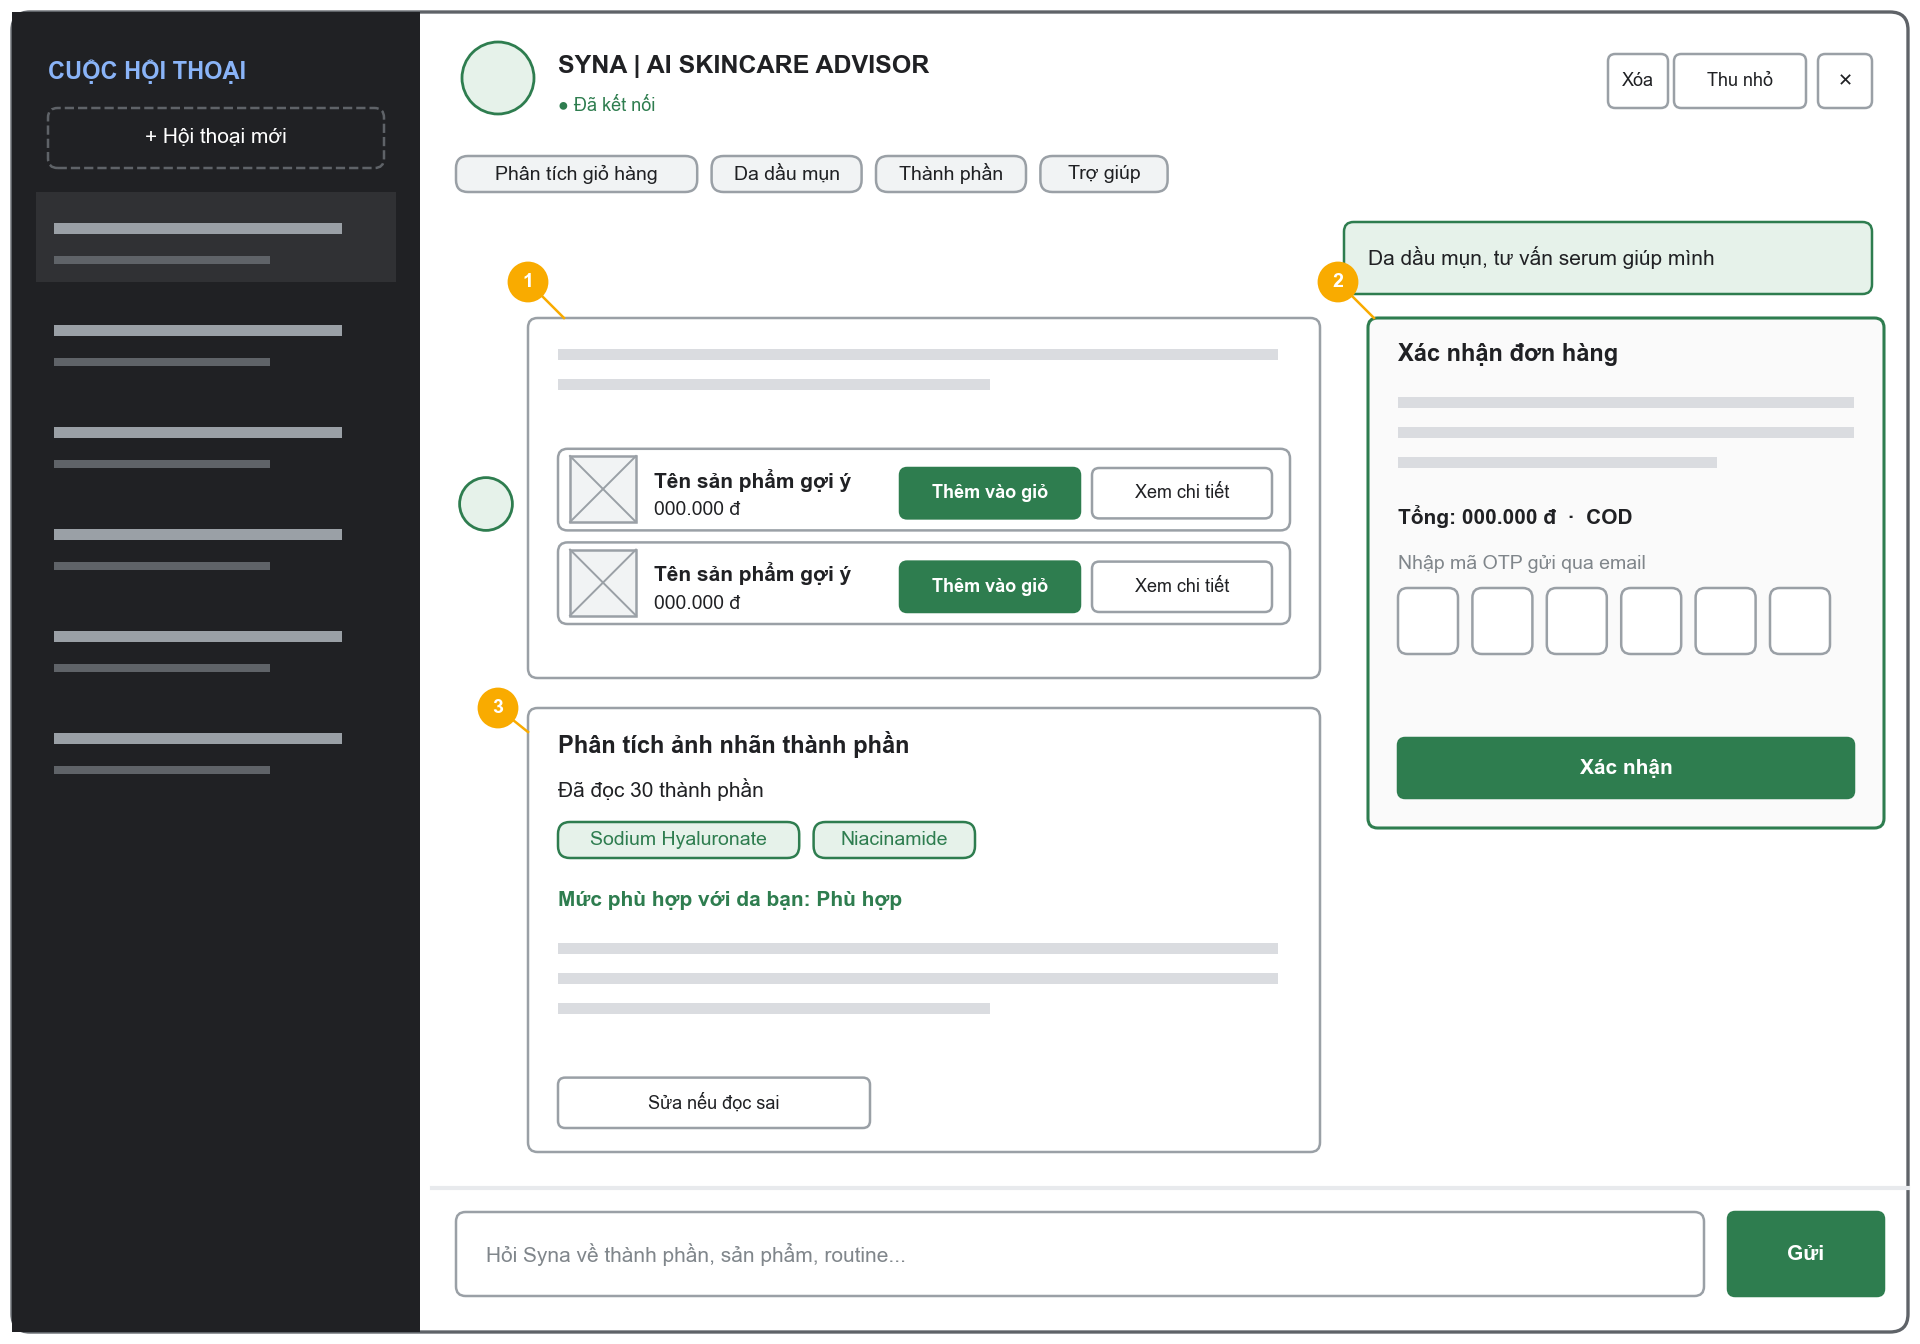 CUỘC HỘI THOẠI
+ Hội thoại mới
SYNA | AI SKINCARE ADVISOR
● Đã kết nối
Xóa
Thu nhỏ
✕
Phân tích giỏ hàng
Da dầu mụn
Thành phần
Trợ giúp
Da dầu mụn, tư vấn serum giúp mình
1
Tên sản phẩm gợi ý
000.000 đ
Thêm vào giỏ
Xem chi tiết
Tên sản phẩm gợi ý
000.000 đ
Thêm vào giỏ
Xem chi tiết
2
Xác nhận đơn hàng
Tổng: 000.000 đ · COD
Nhập mã OTP gửi qua email
Xác nhận
3
Phân tích ảnh nhãn thành phần
Đã đọc 30 thành phần
Sodium Hyaluronate
Niacinamide
Mức phù hợp với da bạn: Phù hợp
Sửa nếu đọc sai
Hỏi Syna về thành phần, sản phẩm, routine...
Gửi